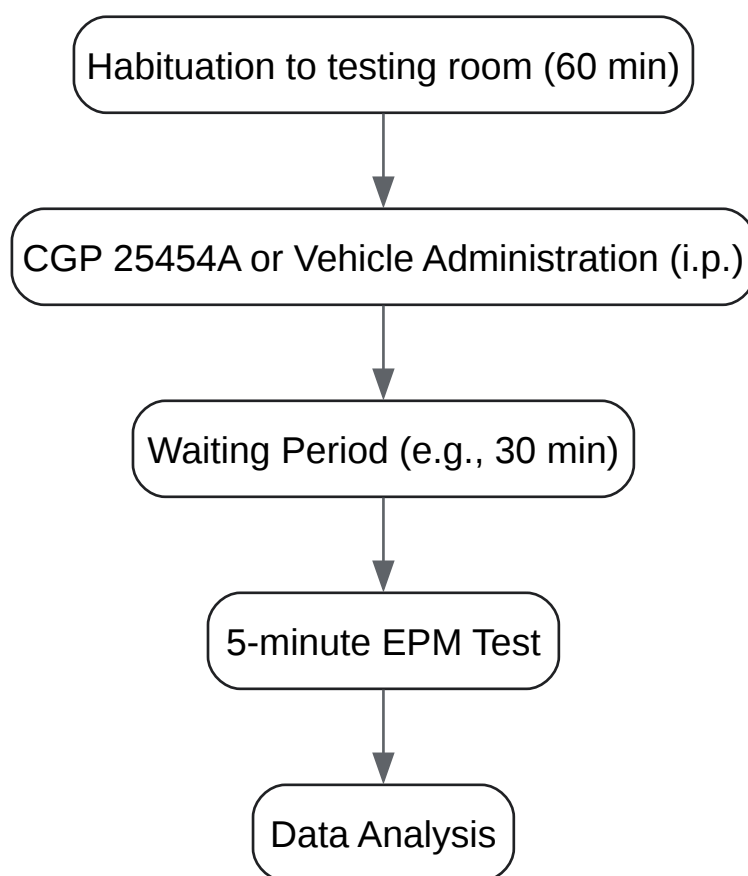 Habituation to testing room (60 min)
CGP 25454A or Vehicle Administration (i.p.)
Waiting Period (e.g., 30 min)
5-minute EPM Test
Data Analysis